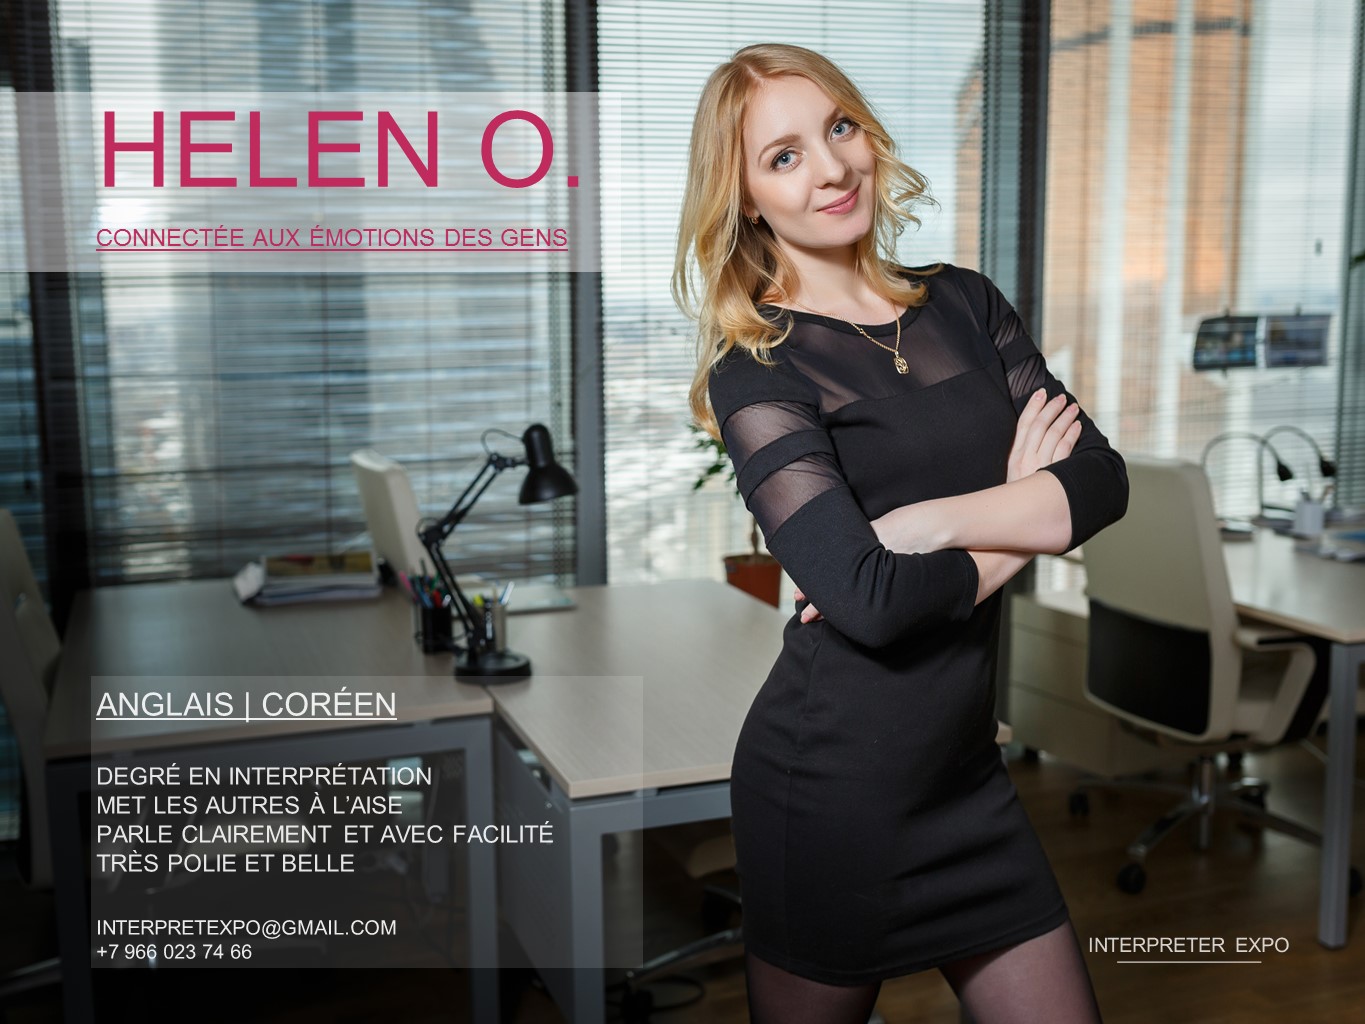 HELEN O.
CONNECTÉE AUX ÉMOTIONS DES GENS
ANGLAIS | CORÉEN
DEGRÉ EN INTERPRÉTATION
MET LES AUTRES À L’AISE
PARLE CLAIREMENT ET AVEC FACILITÉ
TRÈS POLIE ET BELLE
INTERPRETEXPO@GMAIL.COM
+7 966 023 74 66
INTERPRETER EXPO